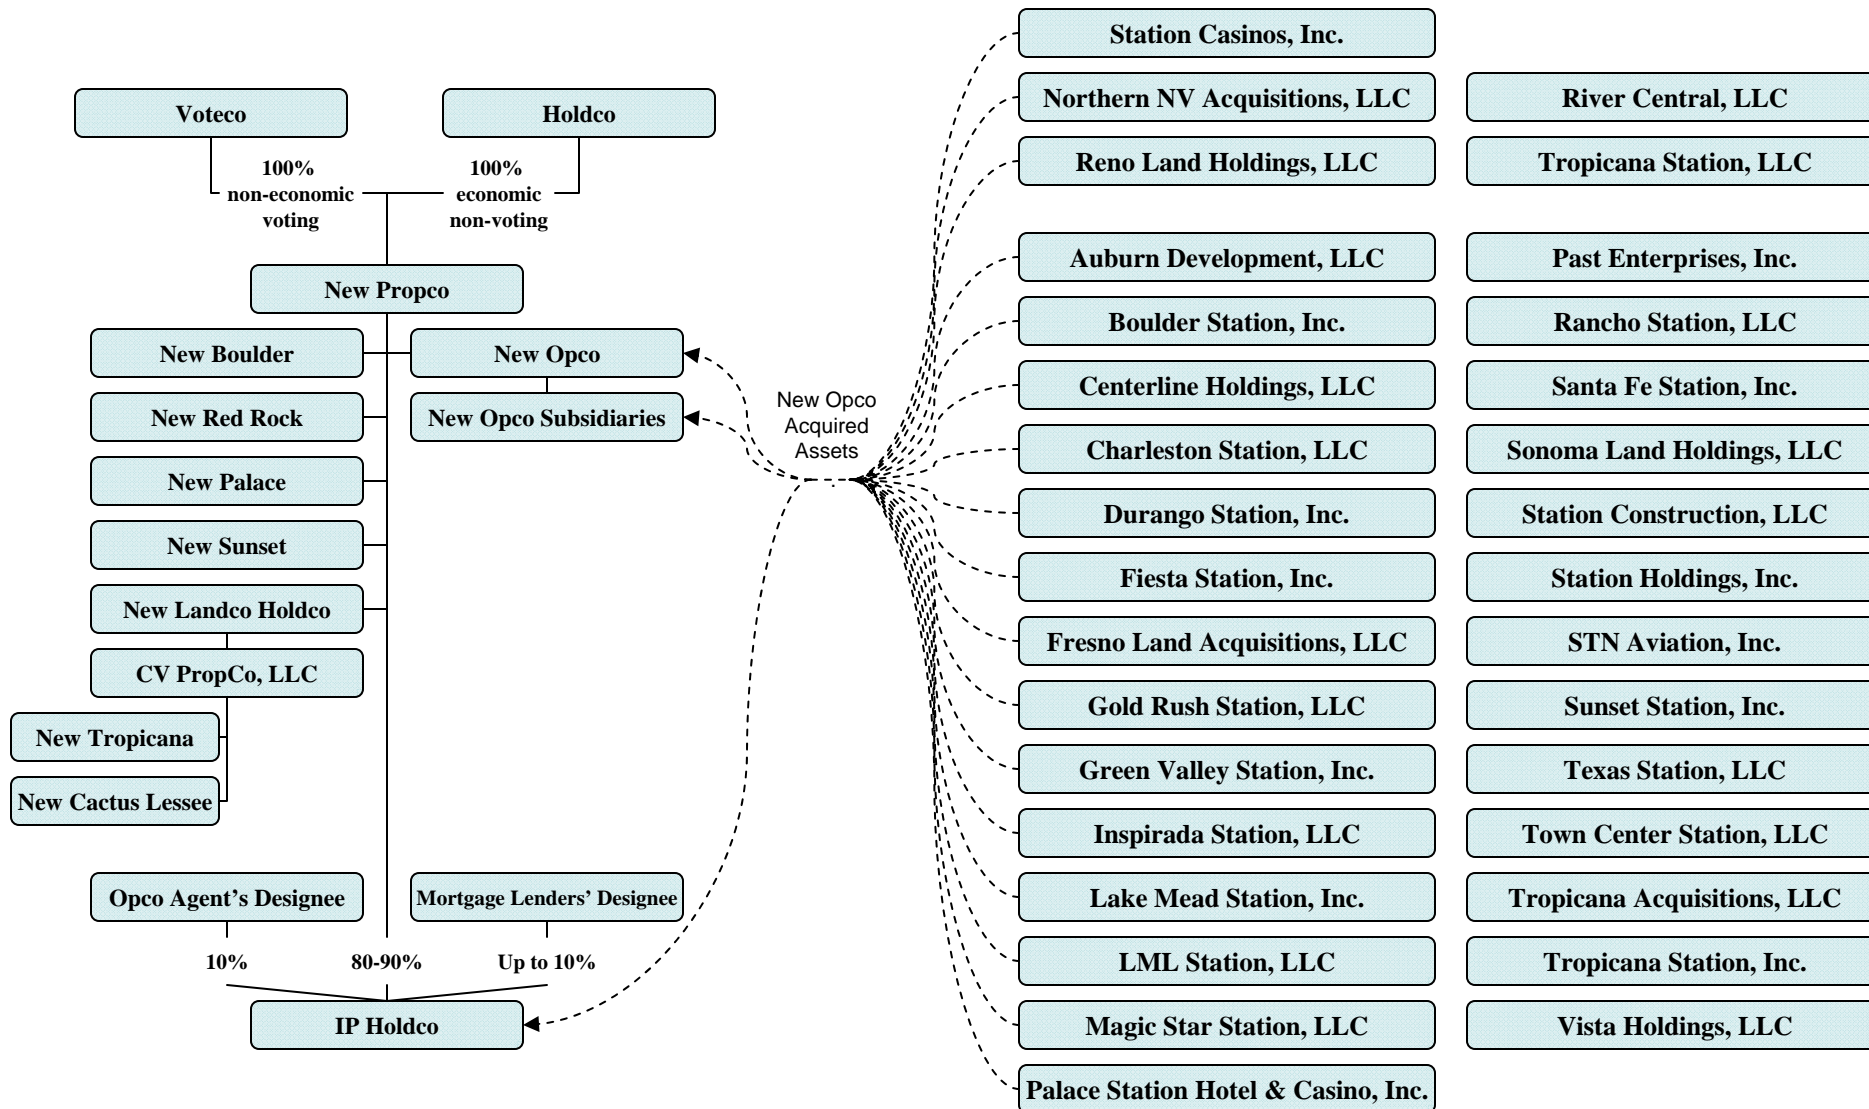 Voteco
Holdco
100%
non-economic
voting
100%
economic
non-voting
New Propco
New Boulder
New Opco
New Red Rock
New Opco Subsidiaries
New Palace
New Sunset
New Landco Holdco
CV PropCo, LLC
New Tropicana
New Cactus Lessee
Opco Agent's Designee
Mortgage Lenders' Designee
10%
80-90%
Up to 10%
IP Holdco
New Opco
Acquired
Assets
Station Casinos, Inc.
Northern NV Acquisitions, LLC
Reno Land Holdings, LLC
Auburn Development, LLC
Boulder Station, Inc.
Centerline Holdings, LLC
Charleston Station, LLC
Durango Station, Inc.
Fiesta Station, Inc.
Fresno Land Acquisitions, LLC
Gold Rush Station, LLC
Green Valley Station, Inc.
Inspirada Station, LLC
Lake Mead Station, Inc.
LML Station, LLC
Magic Star Station, LLC
Palace Station Hotel & Casino, Inc.
River Central, LLC
Tropicana Station, LLC
Past Enterprises, Inc.
Rancho Station, LLC
Santa Fe Station, Inc.
Sonoma Land Holdings, LLC
Station Construction, LLC
Station Holdings, Inc.
STN Aviation, Inc.
Sunset Station, Inc.
Texas Station, LLC
Town Center Station, LLC
Tropicana Acquisitions, LLC
Tropicana Station, Inc.
Vista Holdings, LLC